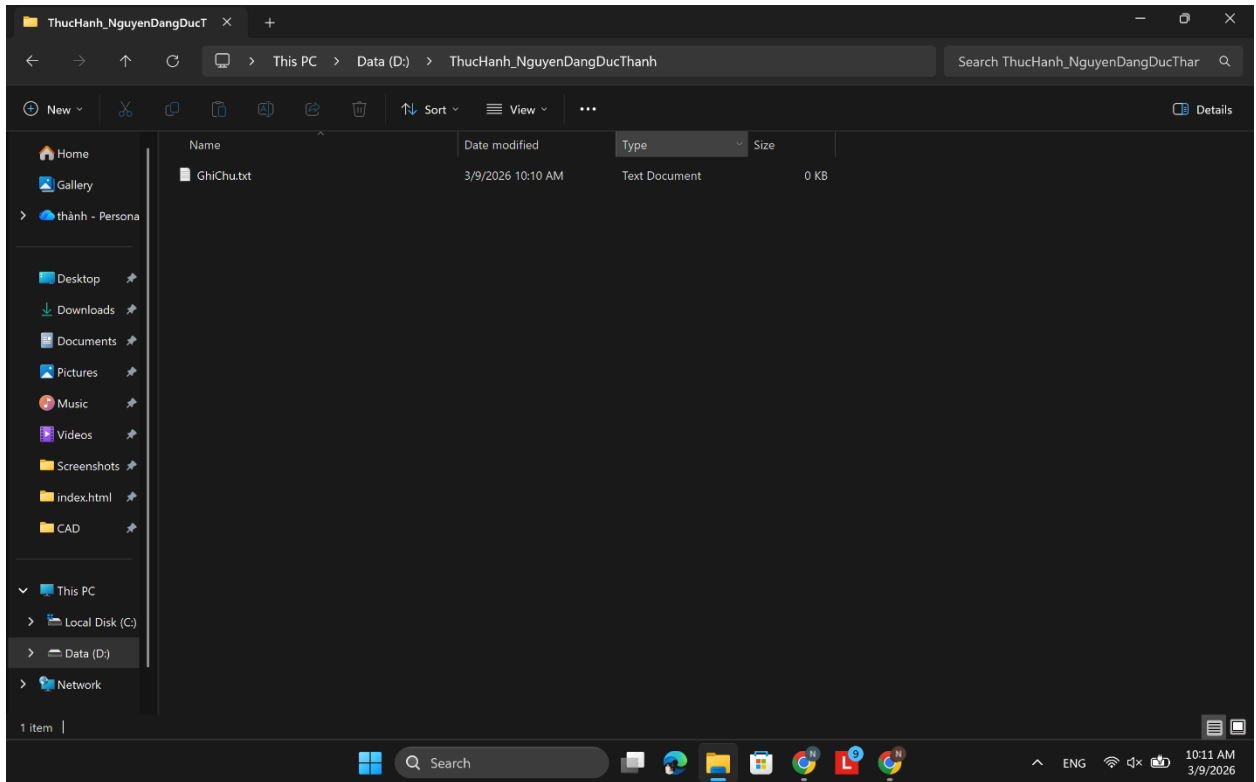 ThucHanh_NguyenDangDucT
This PC > Data (D:) > ThucHanh_NguyenDangDucThanh
Search ThucHanh_NguyenDangDucThar
New
Sort
View
Details
Name Date modified Type Size
GhiChu.txt 3/9/2026 10:10 AM Text Document 0 KB
Home
Gallery
thành - Persona
Desktop
Downloads
Documents
Pictures
Music
Videos
Screenshots
index.html
CAD
This PC
Local Disk (C:)
Data (D:)
Network
1 item
Search
N
L
9
N
ENG
10:11 AM
3/9/2026